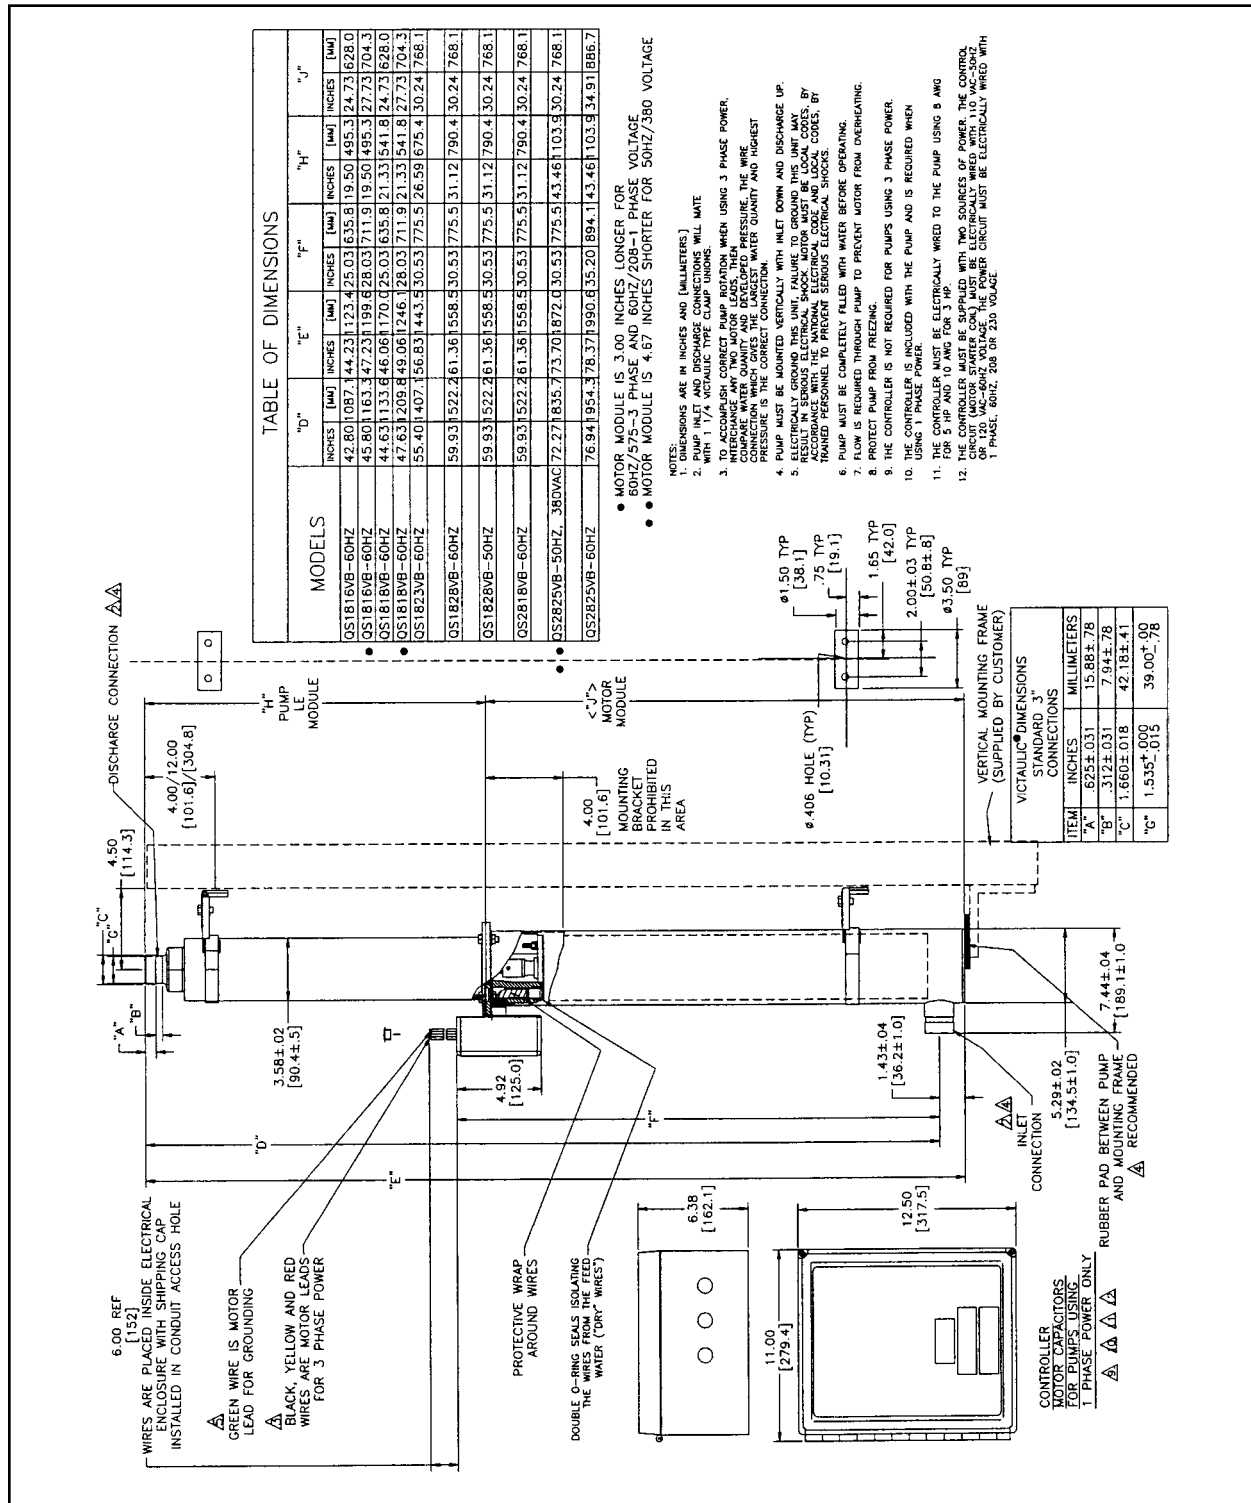 TABLE OF DIMENSIONS
MODELS "D" "E" "F" "H" "J"
INCHES [MM] INCHES [MM] INCHES [MM] INCHES [MM] INCHES [MM]
QS1816VB-60HZ 42.80 1087.1 44.23 1123.4 25.03 635.8 19.50 495.3 24.73 628.0
● QS1816VB-60HZ 45.80 1163.3 47.23 1199.6 28.03 711.9 19.50 495.3 27.73 704.3
QS1818VB-60HZ 44.63 1133.6 46.06 1170.0 25.03 635.8 21.33 541.8 24.73 628.0
● QS1818VB-60HZ 47.63 1209.8 49.06 1246.1 28.03 711.9 21.33 541.8 27.73 704.3
QS1823VB-60HZ 55.40 1407.1 56.83 1443.5 30.53 775.5 26.59 675.4 30.24 768.1
QS1828VB-60HZ 59.93 1522.2 61.36 1558.5 30.53 775.5 31.12 790.4 30.24 768.1
QS1828VB-50HZ 59.93 1522.2 61.36 1558.5 30.53 775.5 31.12 790.4 30.24 768.1
QS2818VB-60HZ 59.93 1522.2 61.36 1558.5 30.53 775.5 31.12 790.4 30.24 768.1
● ● QS2825VB-50HZ, 380VAC 72.27 1835.7 73.70 1872.0 30.53 775.5 43.46 1103.9 30.24 768.1
QS2825VB-60HZ 76.94 1954.3 78.37 1990.6 35.20 894.1 43.46 1103.9 34.91 886.7
● MOTOR MODULE IS 3.00 INCHES LONGER FOR
60HZ/575-3 PHASE AND 60HZ/208-1 PHASE VOLTAGE
● ● MOTOR MODULE IS 4.67 INCHES SHORTER FOR 50HZ/380 VOLTAGE
NOTES:
1. DIMENSIONS ARE IN INCHES AND [MILLIMETERS]
2. PUMP INLET AND DISCHARGE CONNECTIONS WILL MATE
WITH 1 1/4 VICTAULIC TYPE CLAMP UNIONS.
3. TO ACCOMPLISH CORRECT PUMP ROTATION WHEN USING 3 PHASE POWER,
INTERCHANGE ANY TWO MOTOR LEADS, THEN
COMPARE WATER QUANITY AND DEVELOPED PRESSURE. THE WIRE
CONNECTION WHICH GIVES THE LARGEST WATER QUANITY AND HIGHEST
PRESSURE IS THE CORRECT CONNECTION.
4. PUMP MUST BE MOUNTED VERTICALLY WITH INLET DOWN AND DISCHARGE UP.
5. ELECTRICALLY GROUND THIS UNIT, FAILURE TO GROUND THIS UNIT MAY
RESULT IN SERIOUS ELECTRICAL SHOCK. MOTOR MUST BE LOCAL CODES, BY
ACCORDANCE WITH THE NATIONAL ELECTRICAL CODE AND LOCAL CODES, BY
TRAINED PERSONNEL TO PREVENT SERIOUS ELECTRICAL SHOCKS.
6. PUMP MUST BE COMPLETELY FILLED WITH WATER BEFORE OPERATING.
7. FLOW IS REQUIRED THROUGH PUMP TO PREVENT MOTOR FROM OVERHEATING.
8. PROTECT PUMP FROM FREEZING.
9. THE CONTROLLER IS NOT REQUIRED FOR PUMPS USING 3 PHASE POWER.
10. THE CONTROLLER IS INCLUDED WITH THE PUMP AND IS REQUIRED WHEN
USING 1 PHASE POWER.
11. THE CONTROLLER MUST BE ELECTRICALLY WIRED TO THE PUMP USING 8 AWG
FOR 5 HP AND 10 AWG FOR 3 HP.
12. THE CONTROLLER MUST BE SUPPLIED WITH TWO SOURCES OF POWER. THE CONTROL
CIRCUIT (MOTOR STARTER COIL) MUST BE ELECTRICALLY WIRED WITH 110 VAC-50HZ
OR 1120 VAC-60HZ VOLTAGE. THE POWER CIRCUIT MUST BE ELECTRICALLY WIRED WITH
1 PHASE, 60HZ, 208 OR 230 VOLAGE.
DISCHARGE CONNECTION
"H"
PUMP
LE
MODULE
<"J">
MOTOR
MODULE
4.00/12.00
[101.6]/[304.8]
4.50
[114.3]
"C"
"G"
"B"
"A"
4.00
[101.6]
MOUNTING
BRACKET
PROHIBITED
IN THIS
AREA
ø1.50 TYP
[38.1]
.75 TYP
[19.1]
1.65 TYP
[42.0]
2.00±.03 TYP
[50.8±.8]
ø3.50 TYP
[89]
ø.406 HOLE (TYP)
[10.31]
VERTICAL MOUNTING FRAME
(SUPPLIED BY CUSTOMER)
VICTAULIC® DIMENSIONS
STANDARD 3"
CONNECTIONS
ITEM INCHES MILLIMETERS
"A" .625±.031 15.88±.78
"B" .312±.031 7.94±.78
"C" 1.660±.018 42.18±.41
"G" 1.535+.000 -.015 39.00+.00 -.78
3.58±.02
[90.4±.5]
4.92
[125.0]
"F"
"D"
"E"
1.43±.04
[36.2±1.0]
7.44±.04
[189.1±1.0
5.29±.02
[134.5±1.0]
INLET
CONNECTION
RUBBER PAD BETWEEN PUMP
AND MOUNTING FRAME
RECOMMENDED
6.00 REF
[152]
WIRES ARE PLACED INSIDE ELECTRICAL
ENCLOSURE WITH SHIPPING CAP
INSTALLED IN CONDUIT ACCESS HOLE
GREEN WIRE IS MOTOR
LEAD FOR GROUNDING
BLACK, YELLOW AND RED
WIRES ARE MOTOR LEADS
FOR 3 PHASE POWER
PROTECTIVE WRAP
AROUND WIRES
DOUBLE O-RING SEALS ISOLATING
THE WIRES FROM THE FEED
WATER ("DRY" WIRES")
6.38
[162.1]
12.50
[317.5]
11.00
[279.4]
CONTROLLER
MOTOR CAPACITORS
FOR PUMPS USING
1 PHASE POWER ONLY